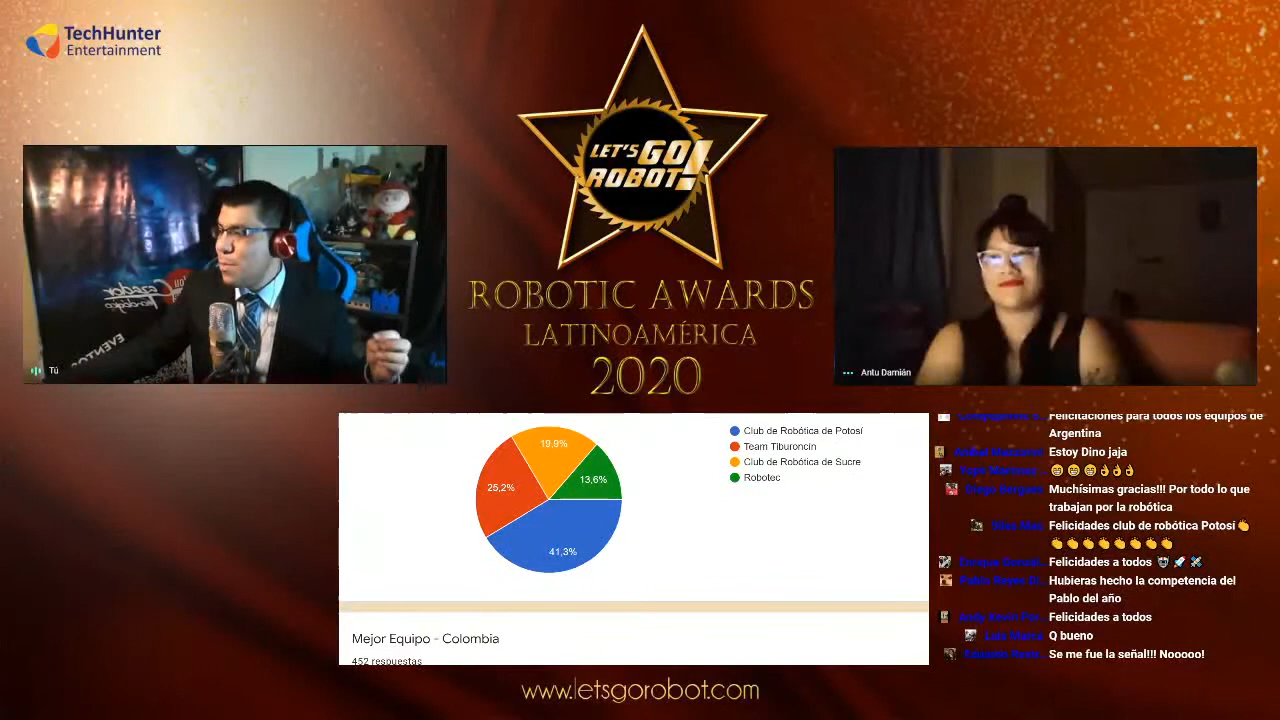 TechHunter
Entertainment
LET'S GO
ROBOT!
ROBOTIC AWARDS
LATINOAMÉRICA
2020
EVENTOS
Tú
Antu Damián
19,9%
25,2%
13,6%
41,3%
Club de Robótica de Potosí
Team Tiburoncin
Club de Robótica de Sucre
Robotec
Mejor Equipo - Colombia
452 respuestas
Felicitaciones para todos los equipos de
Argentina
Estoy Dino jaja
😁😁😁👌👌👌
Muchísimas gracias!!! Por todo lo que
trabajan por la robótica
Felicidades club de robótica Potosi👏
👏👏👏👏👏👏👏👏
Felicidades a todos
Hubieras hecho la competencia del
Pablo del año
Felicidades a todos
Q bueno
Se me fue la señal!!! Nooooo!
www.letsgorobot.com